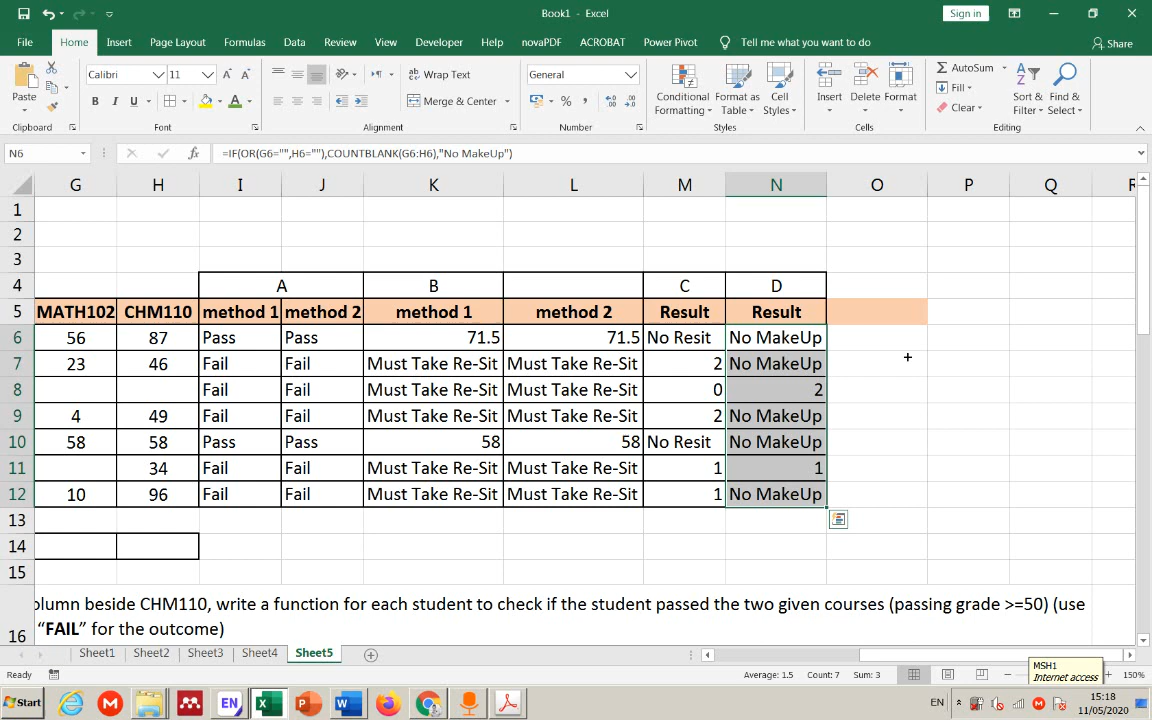 Book1 - Excel
Sign in
File Home Insert Page Layout Formulas Data Review View Developer Help novaPDF ACROBAT Power Pivot Tell me what you want to do Share
Paste
Clipboard
Calibri 11
B I U
Font
Wrap Text
Merge & Center
Alignment
General
%
Number
Conditional Formatting
Format as Table
Cell Styles
Styles
Insert Delete Format
Cells
AutoSum
Fill
Clear
Sort & Filter
Find & Select
Editing
N6 fx =IF(OR(G6="",H6=""),COUNTBLANK(G6:H6),"No MakeUp")
G H I J K L M N O P Q R
1
2
3
4 A B C D
5 MATH102 CHM110 method 1 method 2 method 1 method 2 Result Result
6 56 87 Pass Pass 71.5 71.5 No Resit No MakeUp
7 23 46 Fail Fail Must Take Re-Sit Must Take Re-Sit 2 No MakeUp
8 Fail Fail Must Take Re-Sit Must Take Re-Sit 0 2
9 4 49 Fail Fail Must Take Re-Sit Must Take Re-Sit 2 No MakeUp
10 58 58 Pass Pass 58 58 No Resit No MakeUp
11 34 Fail Fail Must Take Re-Sit Must Take Re-Sit 1 1
12 10 96 Fail Fail Must Take Re-Sit Must Take Re-Sit 1 No MakeUp
13
14
15
olumn beside CHM110, write a function for each student to check if the student passed the two given courses (passing grade >=50) (use
16 "FAIL" for the outcome)
Sheet1 Sheet2 Sheet3 Sheet4 Sheet5
Ready Average: 1.5 Count: 7 Sum: 3 150%
MSH1
Internet access
Start EN EN 15:18
11/05/2020